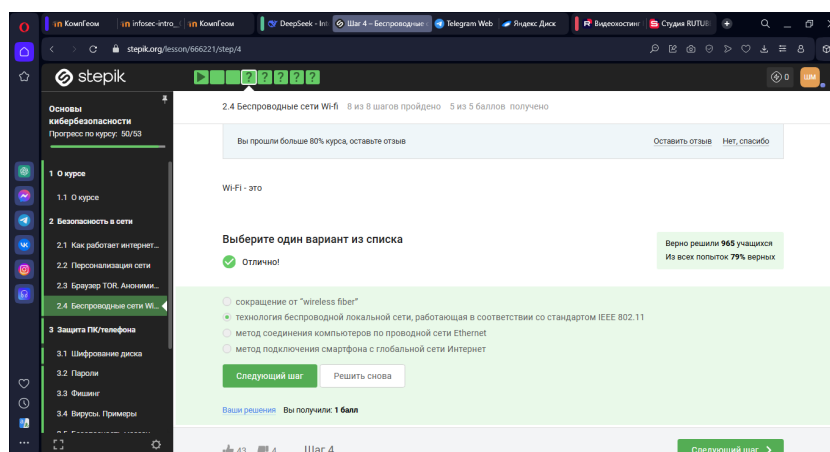 КомпГеом
infosec-intro_
КомпГеом
DeepSeek - Int
Шаг 4 – Беспроводные
Telegram Web
Яндекс Диск
Видеохостинг
Студия RUTUB
stepik.org/lesson/666221/step/4
stepik
? ? ? ? ?
0
ШМ
Основы
кибербезопасности
Прогресс по курсу: 50/53
1 О курсе
1.1 О курсе
2 Безопасность в сети
2.1 Как работает интернет...
2.2 Персонализация сети
2.3 Браузер TOR. Аноними...
2.4 Беспроводные сети Wi...
3 Защита ПК/телефона
3.1 Шифрование диска
3.2 Пароли
3.3 Фишинг
3.4 Вирусы. Примеры
2.4 Беспроводные сети Wi-fi 8 из 8 шагов пройдено 5 из 5 баллов получено
Вы прошли больше 80% курса, оставьте отзыв
Оставить отзыв Нет, спасибо
Wi-Fi - это
Выберите один вариант из списка
Отлично!
Верно решили 965 учащихся
Из всех попыток 79% верных
сокращение от "wireless fiber"
технология беспроводной локальной сети, работающая в соответствии со стандартом IEEE 802.11
метод соединения компьютеров по проводной сети Ethernet
метод подключения смартфона с глобальной сети Интернет
Следующий шаг
Решить снова
Ваши решения Вы получили: 1 балл
43
4
Шаг 4
Следующий шаг